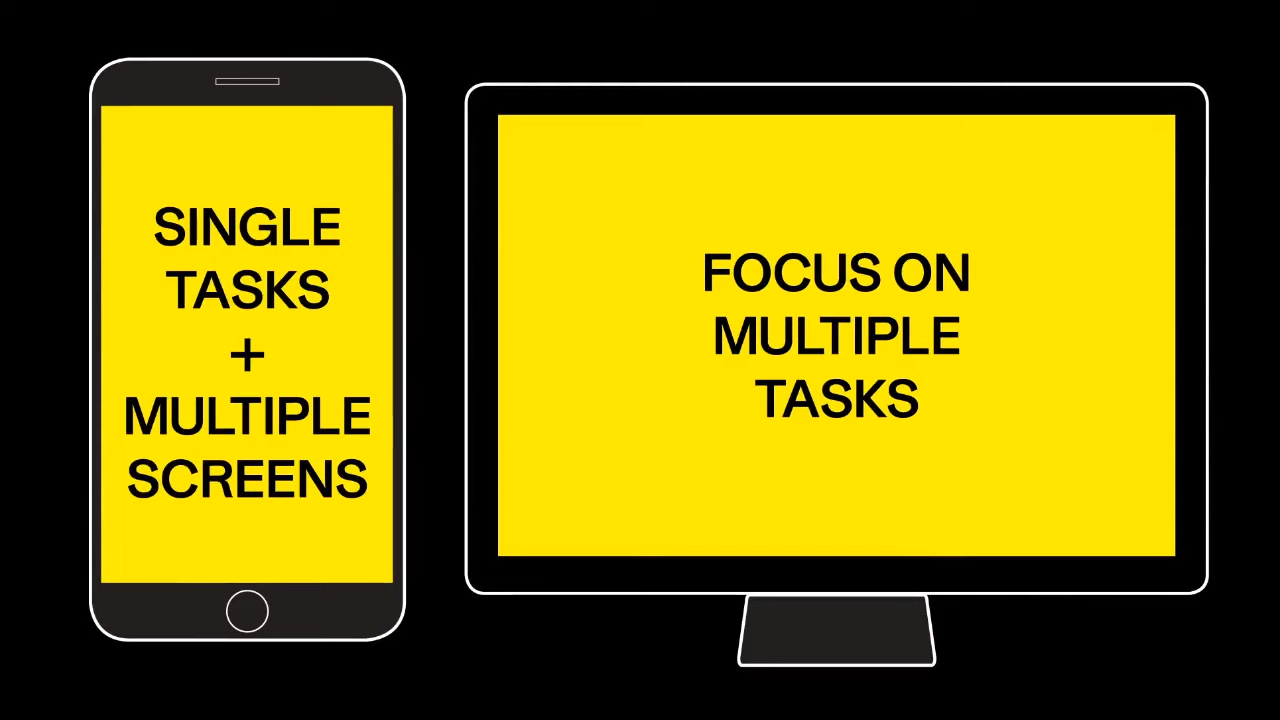 SINGLE
TASKS
+
MULTIPLE
SCREENS
FOCUS ON
MULTIPLE
TASKS